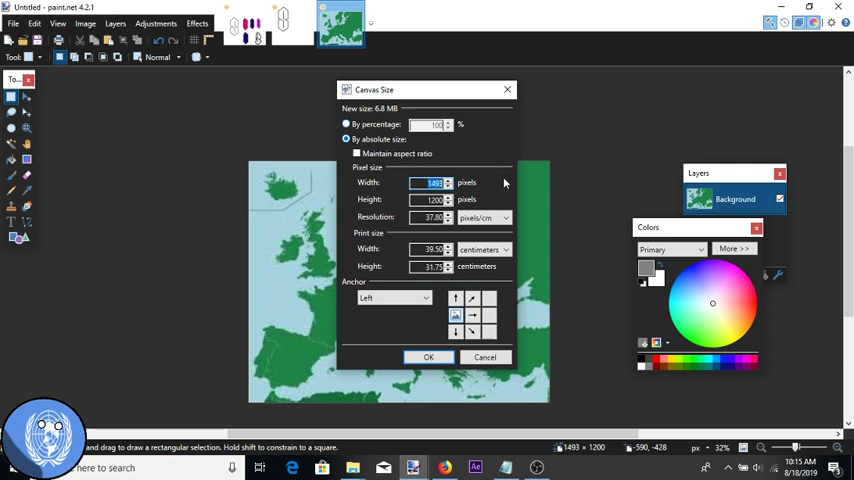 Untitled - paint.net 4.2.1
File Edit View Image Layers Adjustments Effects
Tool: Normal
To...
Canvas Size
New size: 6.8 MB
By percentage: 100 %
By absolute size:
Maintain aspect ratio
Pixel size
Width: 1493 pixels
Height: 1200 pixels
Resolution: 37.80 pixels/cm
Print size
Width: 39.50 centimeters
Height: 31.75 centimeters
Anchor
Left
OK Cancel
Layers
Background
Colors
Primary More >>
and drag to draw a rectangular selection. Hold shift to constrain to a square.
1493 × 1200 -590, -428 px 32%
here to search
10:15 AM
8/18/2019
3